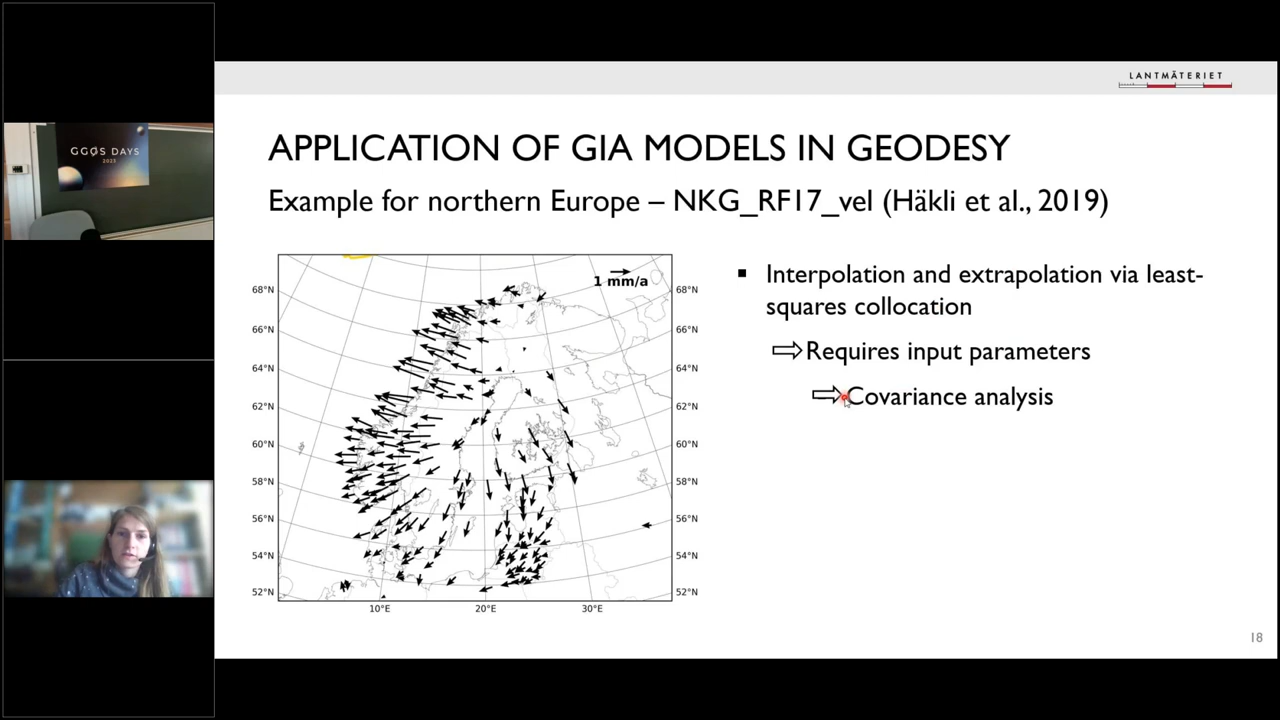 GGOS DAYS
2023
LANTMÄTERIET
APPLICATION OF GIA MODELS IN GEODESY
Example for northern Europe – NKG_RF17_vel (Häkli et al., 2019)
1 mm/a
68°N
66°N
64°N
62°N
60°N
58°N
56°N
54°N
52°N
68°N
66°N
64°N
62°N
60°N
58°N
56°N
54°N
52°N
10°E 20°E 30°E
▪ Interpolation and extrapolation via least-
squares collocation
⇨ Requires input parameters
⇨ Covariance analysis
18